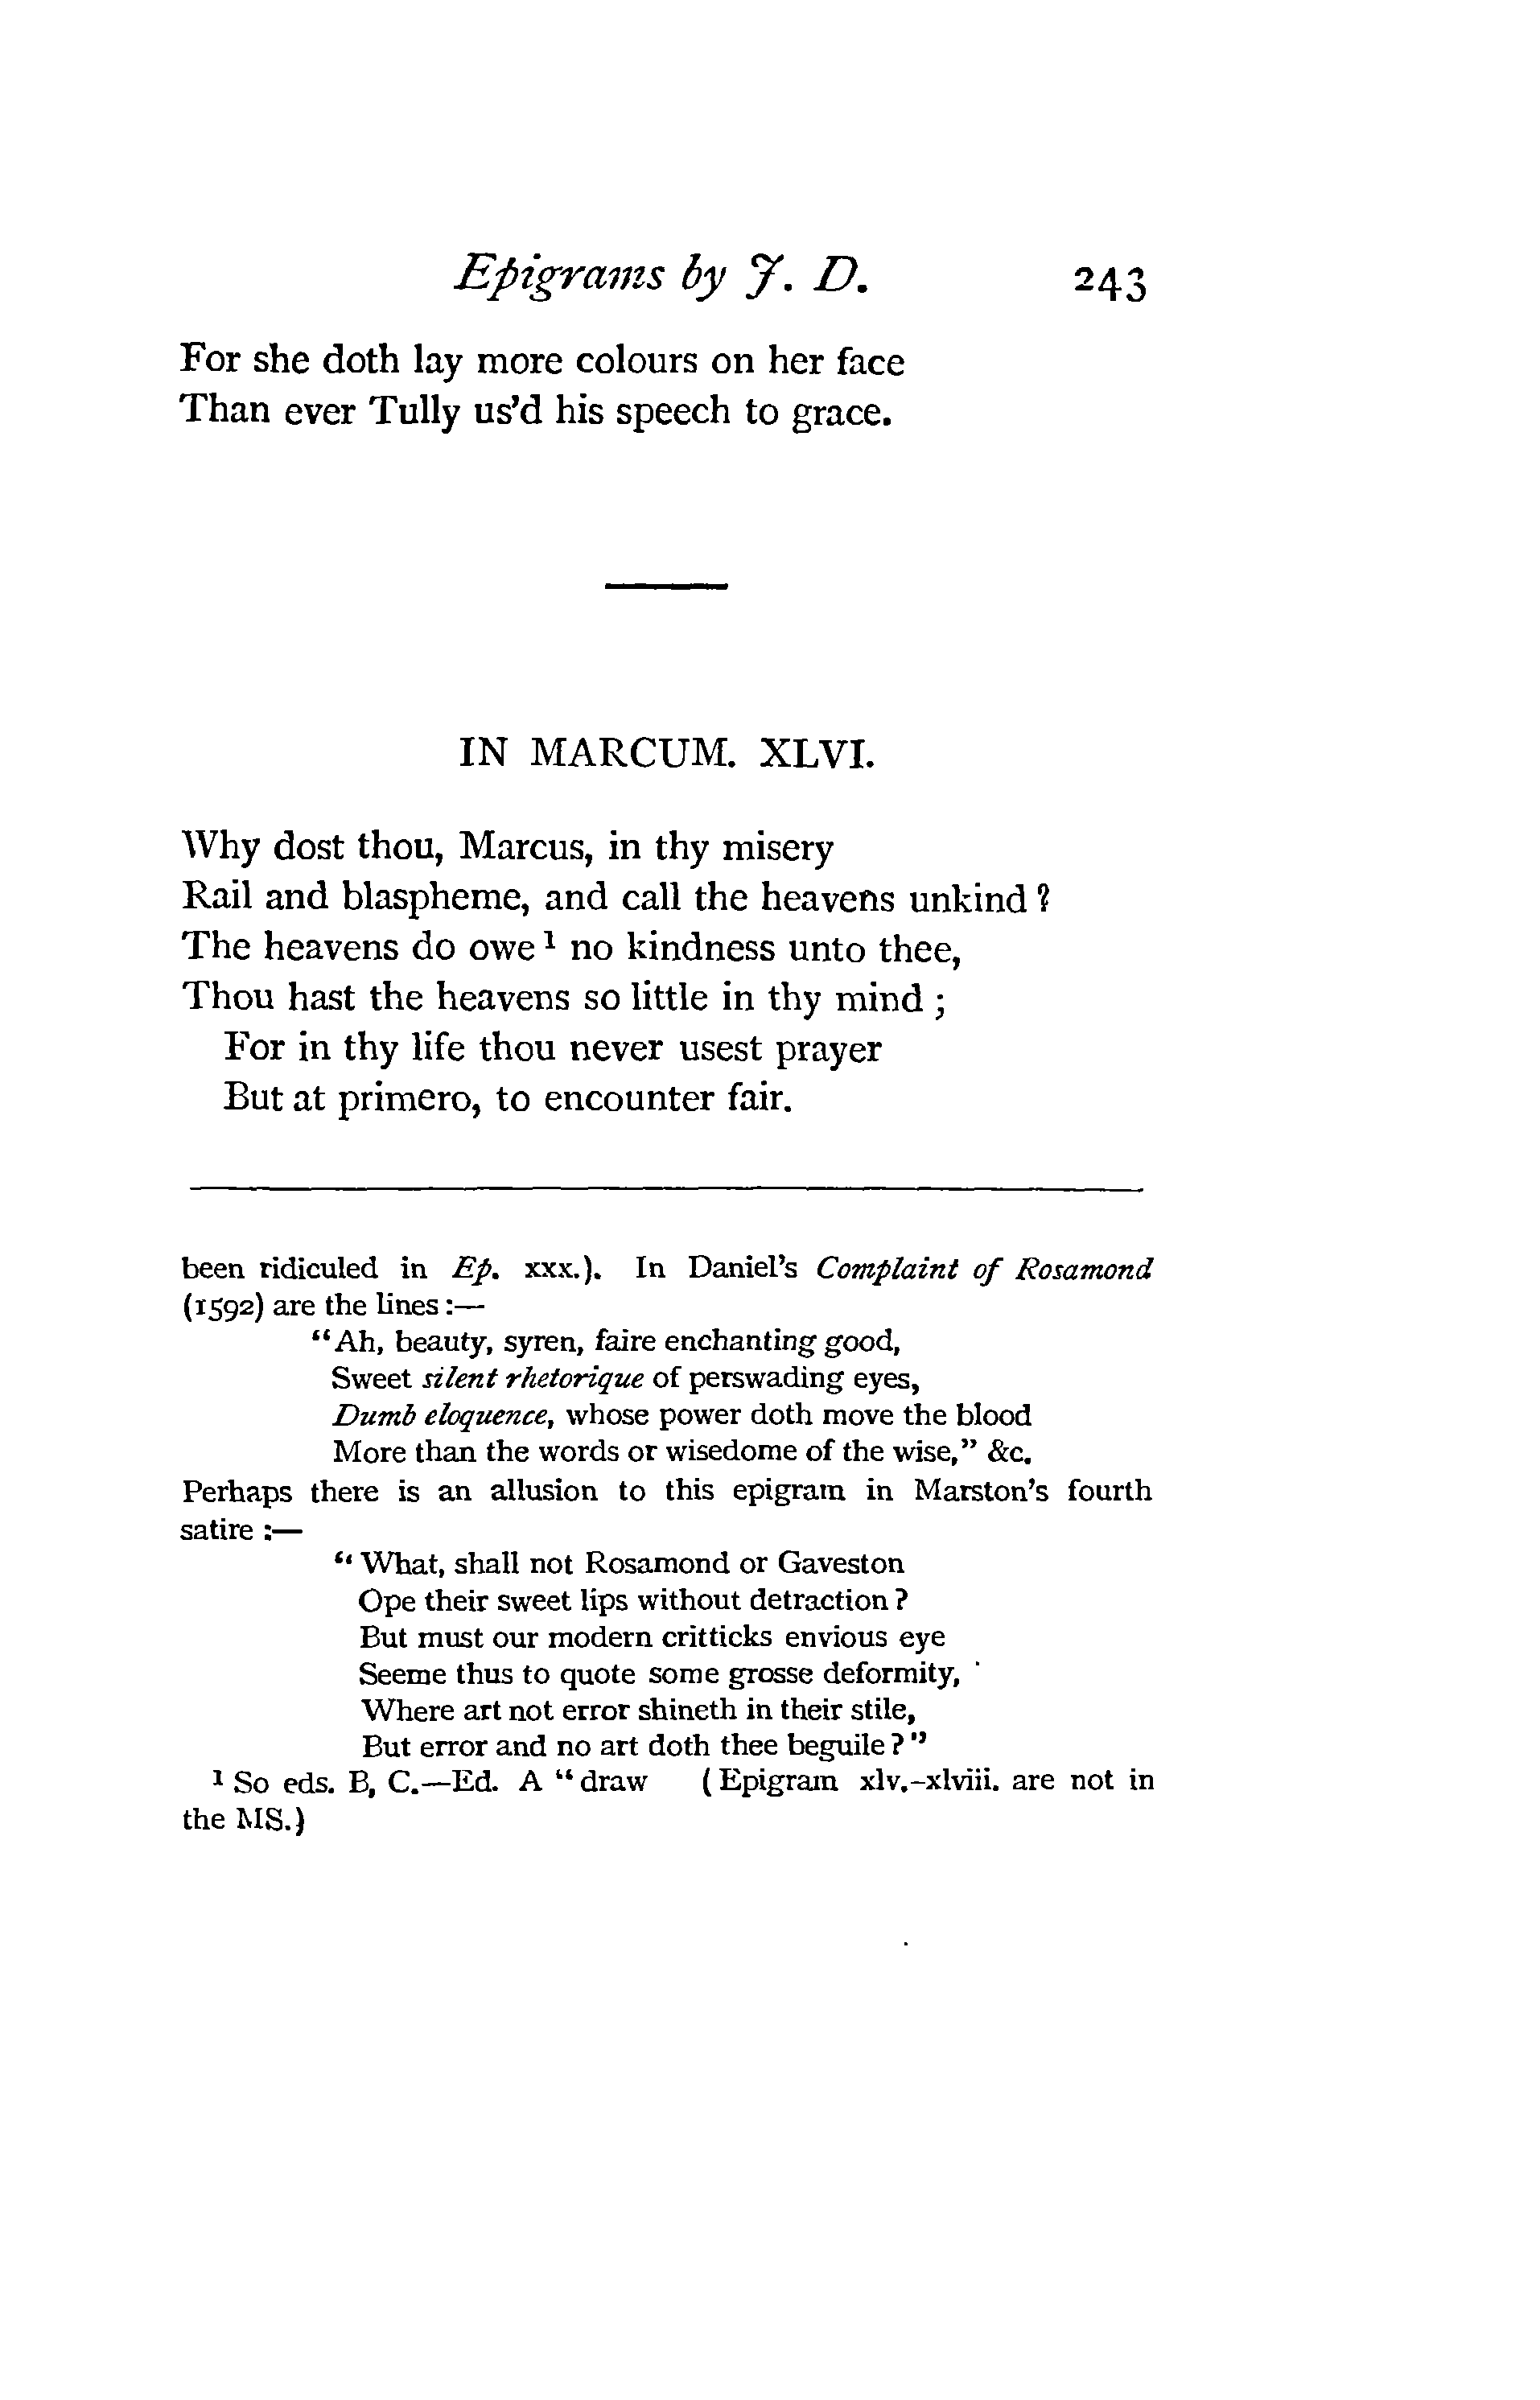 Epigrams by J. D. 243
For she doth lay more colours on her face
Than ever Tully us’d his speech to grace.
IN MARCUM. XLVI.
Why dost thou, Marcus, in thy misery
Rail and blaspheme, and call the heavens unkind ?
The heavens do owe ¹ no kindness unto thee,
Thou hast the heavens so little in thy mind ;
For in thy life thou never usest prayer
But at primero, to encounter fair.
been ridiculed in Ep. xxx.). In Daniel’s Complaint of Rosamond
(1592) are the lines :—
“Ah, beauty, syren, faire enchanting good,
Sweet silent rhetorique of perswading eyes,
Dumb eloquence, whose power doth move the blood
More than the words or wisedome of the wise,” &c.
Perhaps there is an allusion to this epigram in Marston’s fourth
satire :—
“What, shall not Rosamond or Gaveston
Ope their sweet lips without detraction ?
But must our modern critticks envious eye
Seeme thus to quote some grosse deformity,
Where art not error shineth in their stile,
But error and no art doth thee beguile ?”
¹ So eds. B, C.—Ed. A “draw (Epigram xlv.-xlviii. are not in
the MS.)